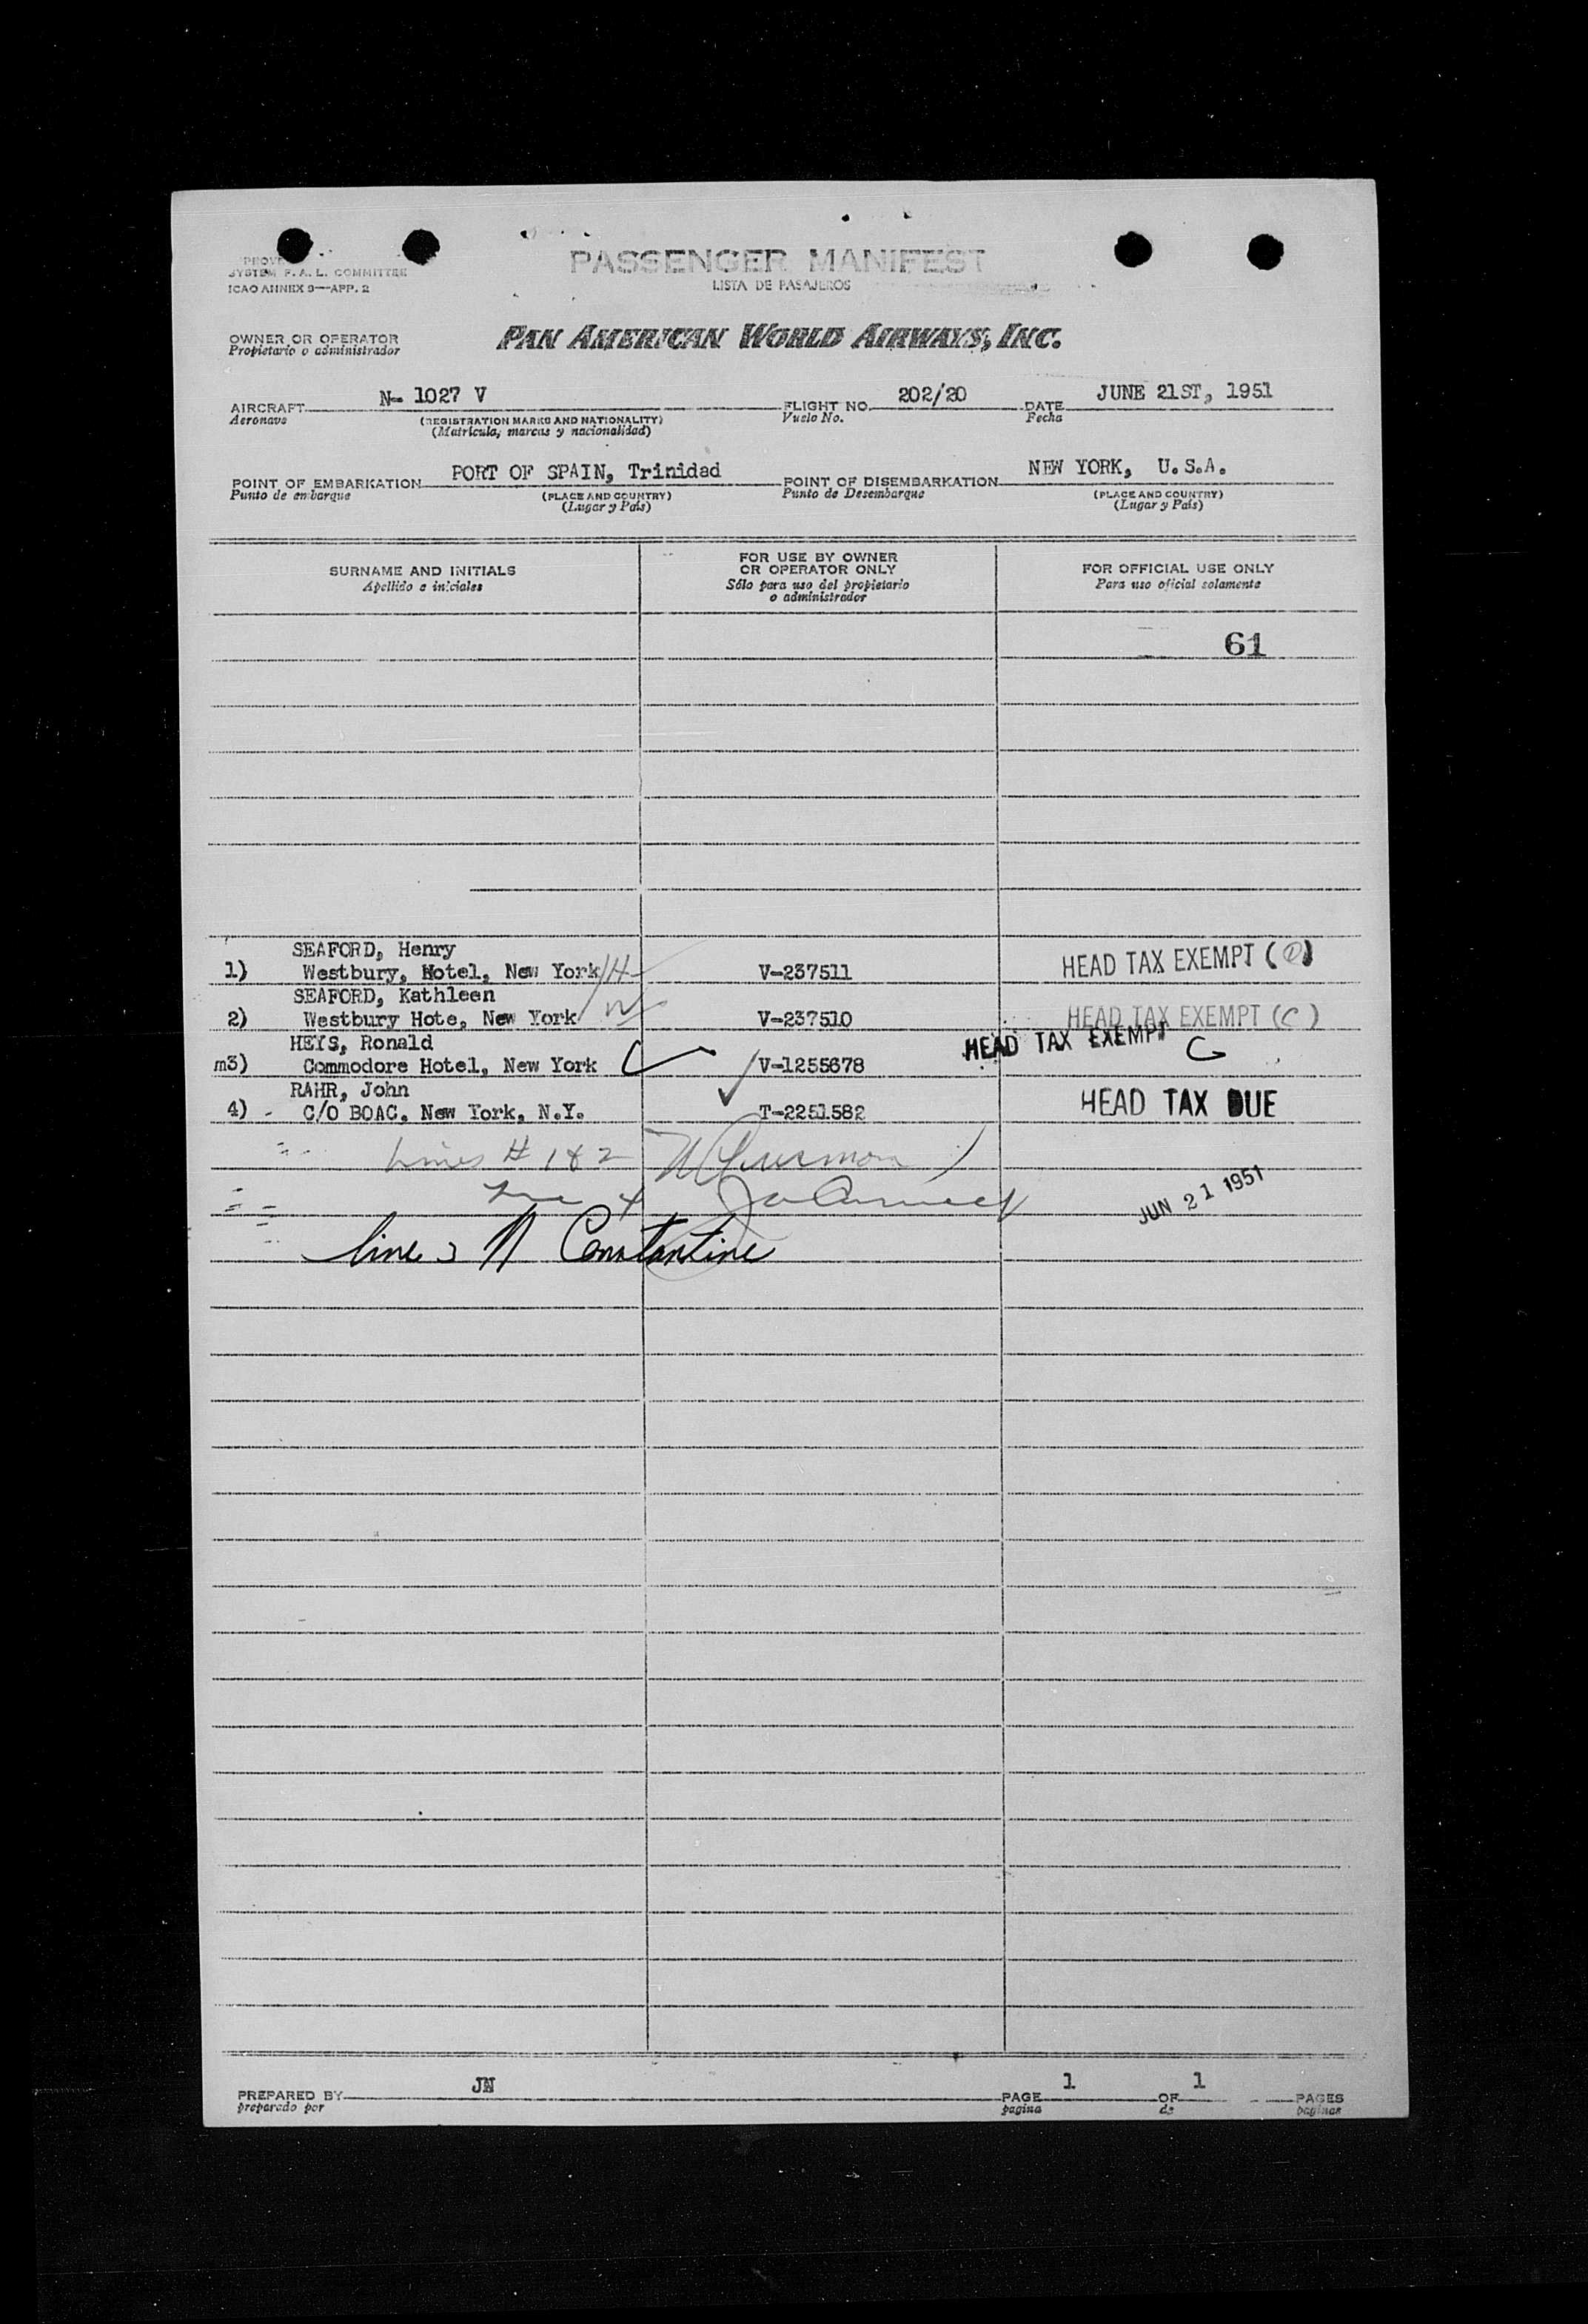 SYSTEM F. A. L. COMMITTEE
ICAO ANNEX 9—APP. 2
PASSENGER MANIFEST
LISTA DE PASAJEROS
OWNER OR OPERATOR
Propietario o administrador
PAN AMERICAN WORLD AIRWAYS, INC.
AIRCRAFT N- 1027 V FLIGHT NO. 202/20 DATE JUNE 21ST, 1951
Aeronave (REGISTRATION MARKS AND NATIONALITY) Vuelo No. Fecha
(Matrícula, marcas y nacionalidad)
POINT OF EMBARKATION PORT OF SPAIN, Trinidad POINT OF DISEMBARKATION NEW YORK, U.S.A.
Punto de embarque (PLACE AND COUNTRY) Punto de Desembarque (PLACE AND COUNTRY)
(Lugar y País) (Lugar y País)
SURNAME AND INITIALS
Apellido e iniciales
FOR USE BY OWNER
OR OPERATOR ONLY
Sólo para uso del propietario
o administrador
FOR OFFICIAL USE ONLY
Para uso oficial solamente
61
SEAFORD, Henry
1) Westbury, Hotel, New York H V-237511 HEAD TAX EXEMPT (D)
SEAFORD, Kathleen
2) Westbury Hote, New York W V-237510 HEAD TAX EXEMPT (C)
HEYS, Ronald HEAD TAX EXEMPT C
m3) Commodore Hotel, New York V-1255678
RAHR, John
4) - C/O BOAC, New York, N.Y. T-2251582 HEAD TAX DUE
Lines # 1 & 2
JUN 21 1951
line 3 N Constantine
PREPARED BY JN PAGE 1 OF 1 PAGES
preparado por pagina de paginas